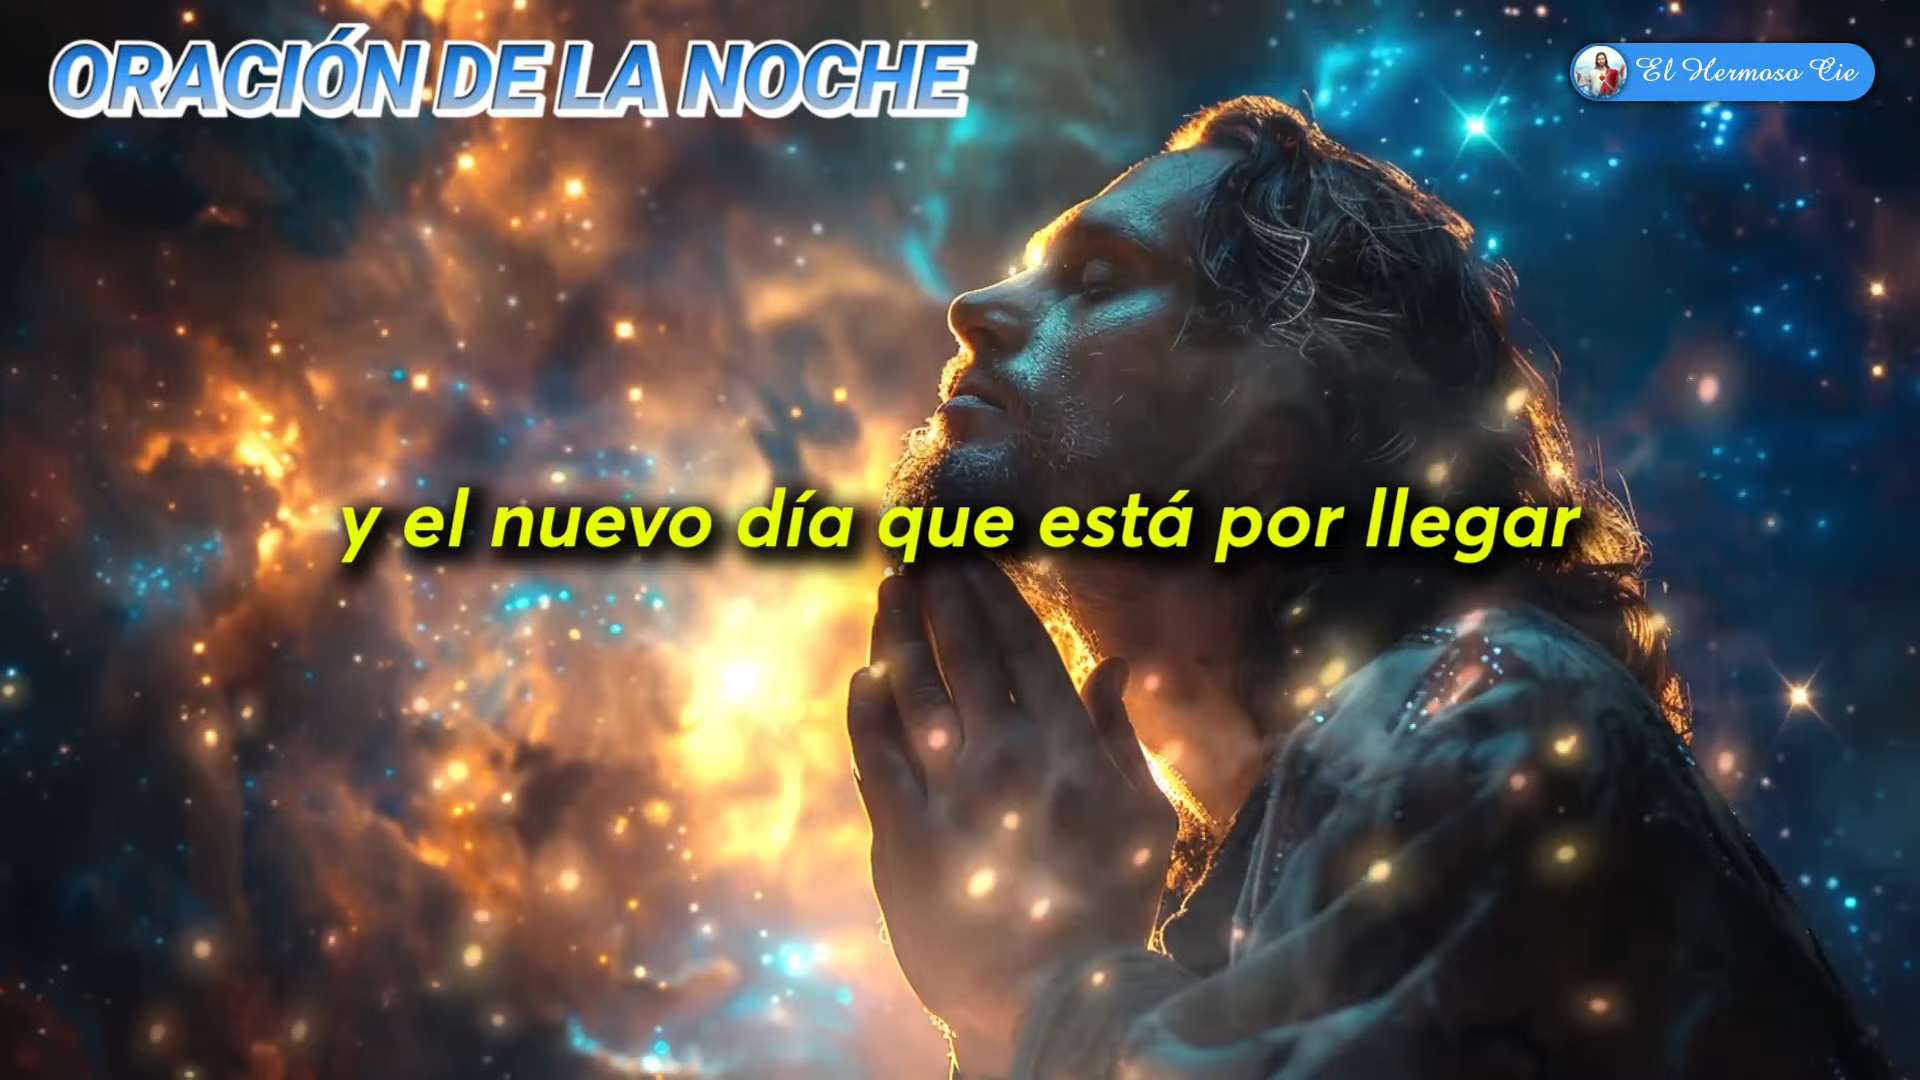 ORACIÓN DE LA NOCHE
El Hermoso Cie
y el nuevo día que está por llegar